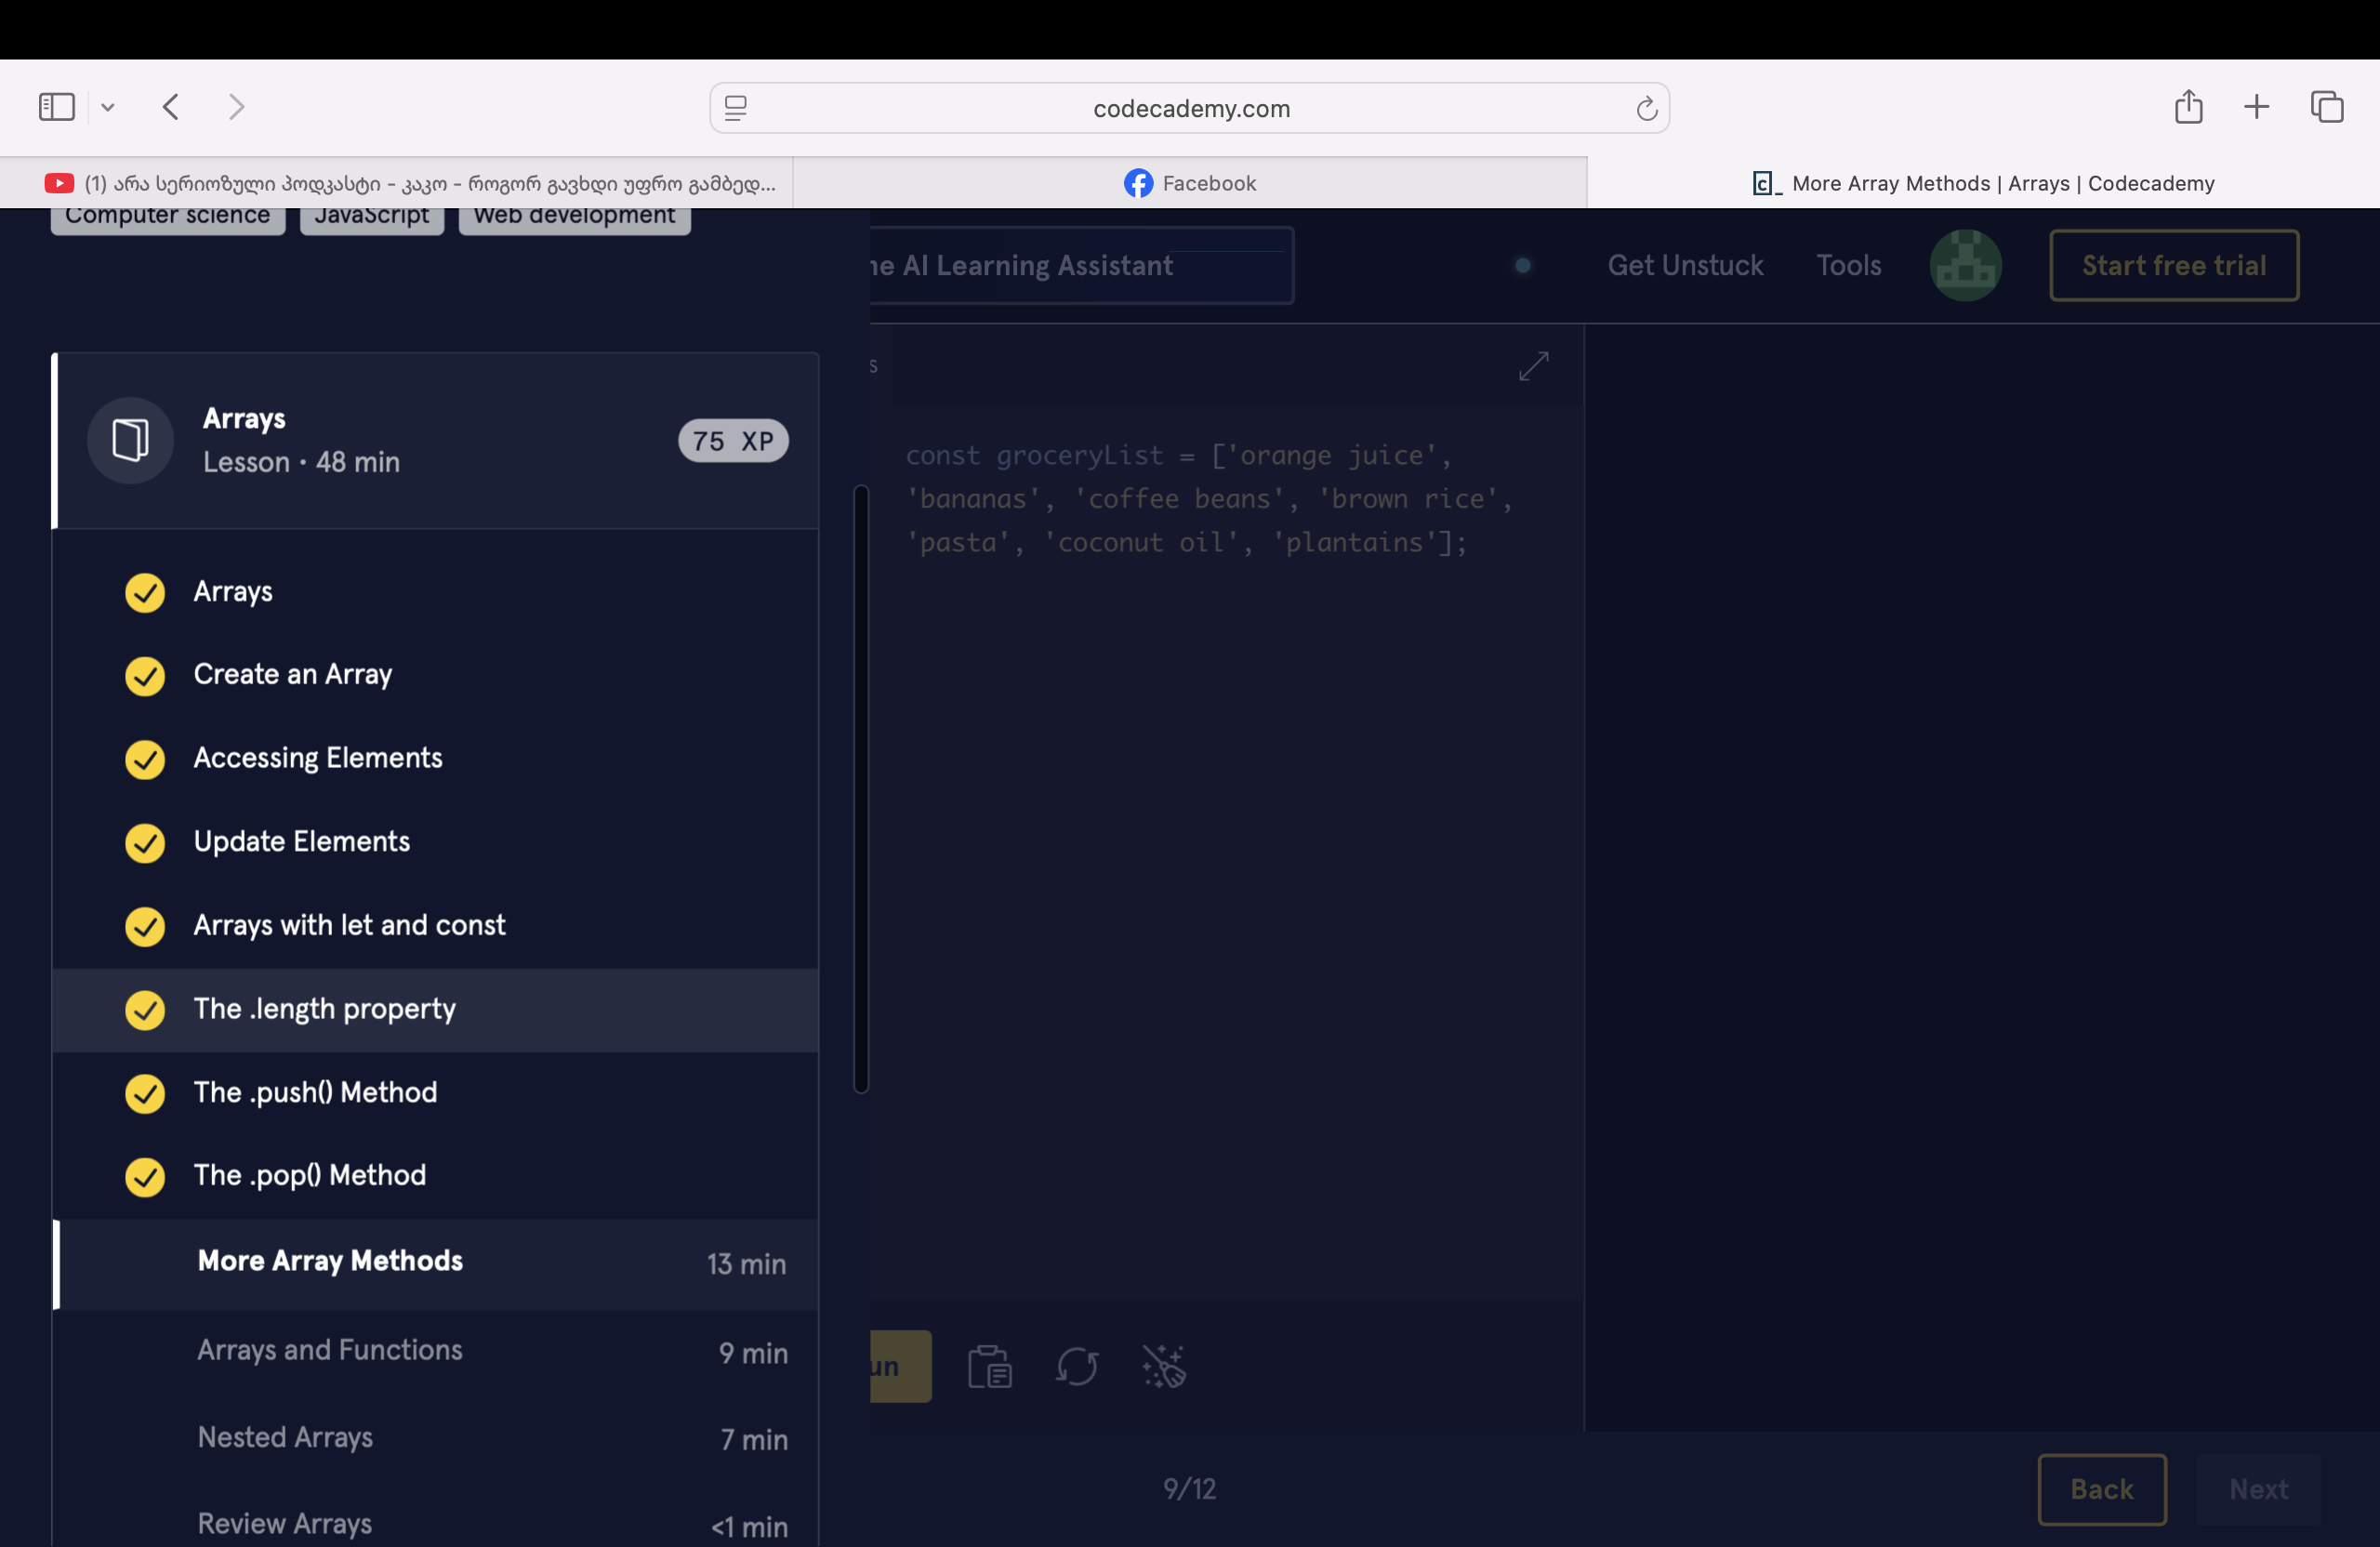 codecademy.com
(1) არა სერიოზული პოდკასტი - კაკო - როგორ გავხდი უფრო გამბედ...
Facebook
More Array Methods | Arrays | Codecademy
Computer science
JavaScript
Web development
he AI Learning Assistant
Get Unstuck
Tools
Start free trial
Arrays
Lesson • 48 min
75 XP
Arrays
Create an Array
Accessing Elements
Update Elements
Arrays with let and const
The .length property
The .push() Method
The .pop() Method
More Array Methods
13 min
Arrays and Functions
9 min
Nested Arrays
7 min
Review Arrays
<1 min
s
const groceryList = ['orange juice',
'bananas', 'coffee beans', 'brown rice',
'pasta', 'coconut oil', 'plantains'];
un
9/12
Back
Next